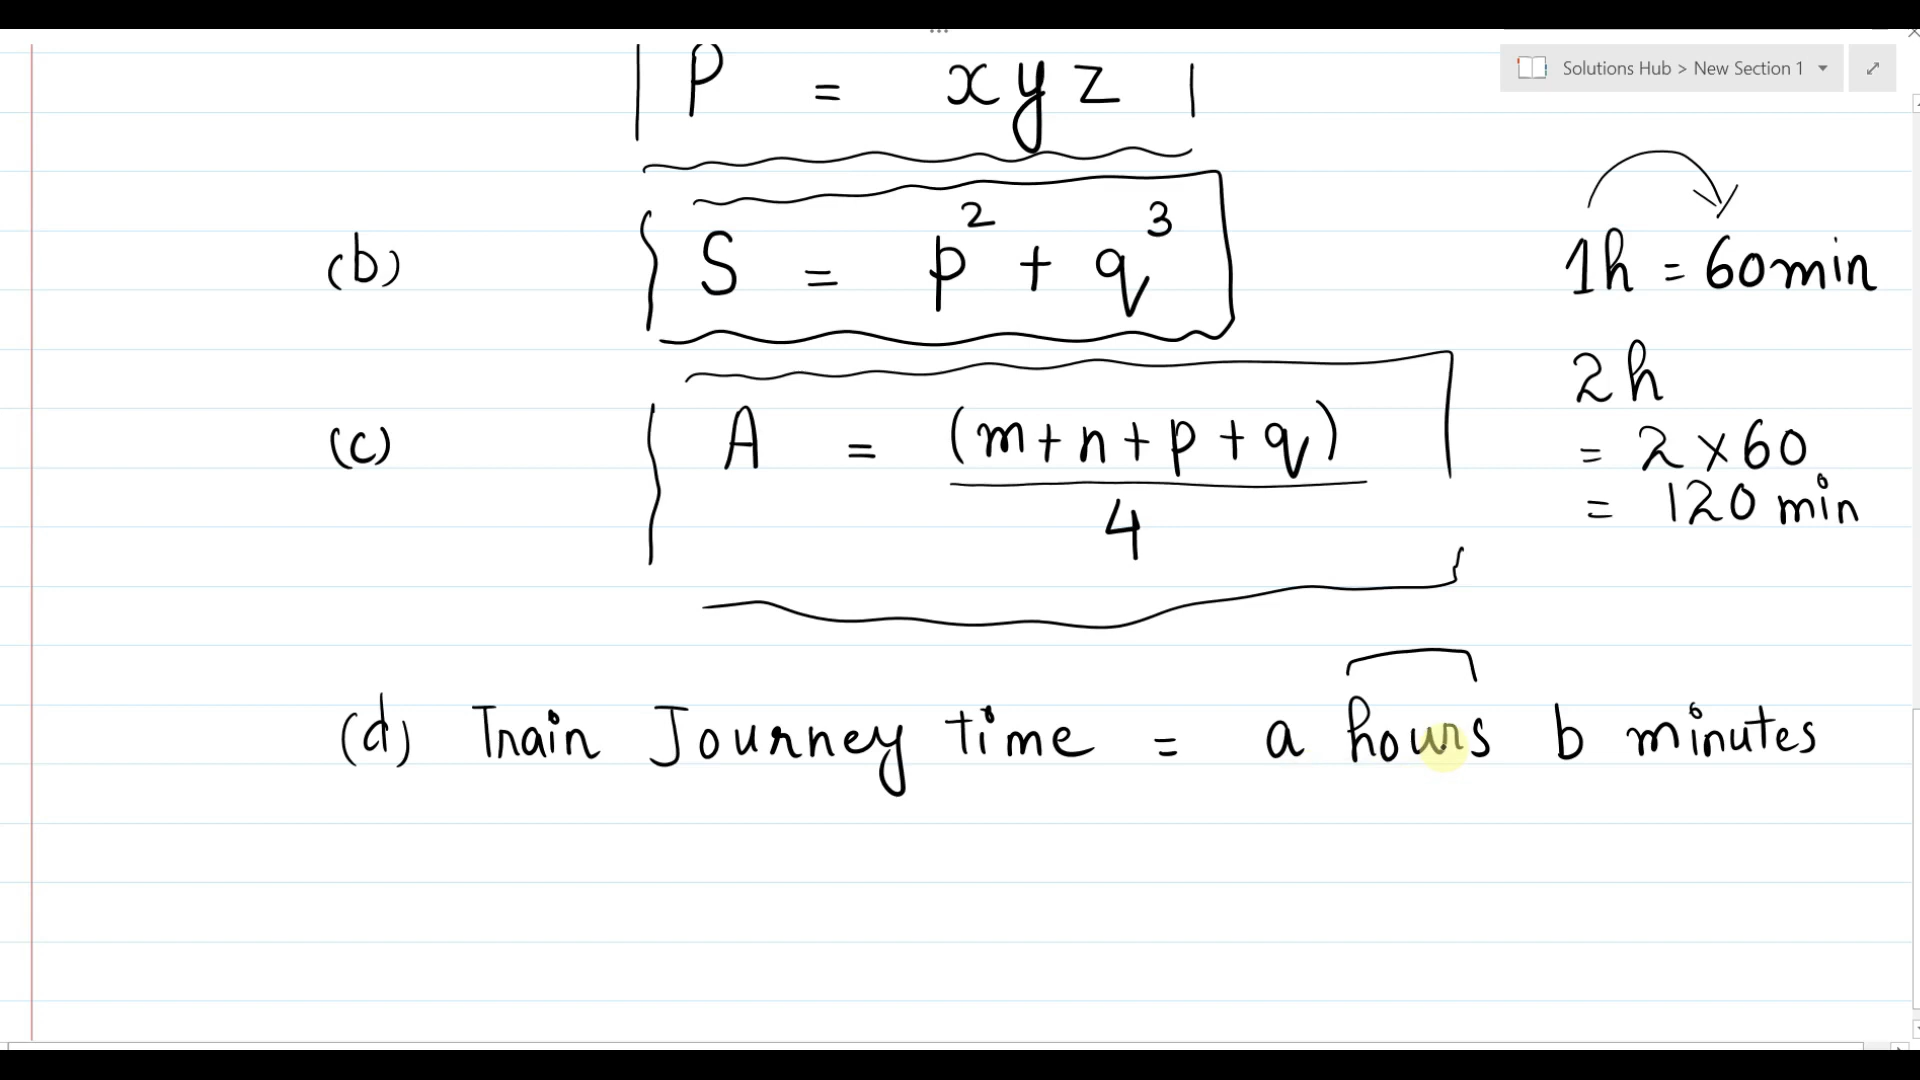 Solutions Hub > New Section 1
P = xyz
(b) S = p² + q³
1h = 60min
2h
(c) A = (m+n+p+q)
= 2 × 60
4
= 120 min
(d) Train Journey time = a hours b minutes